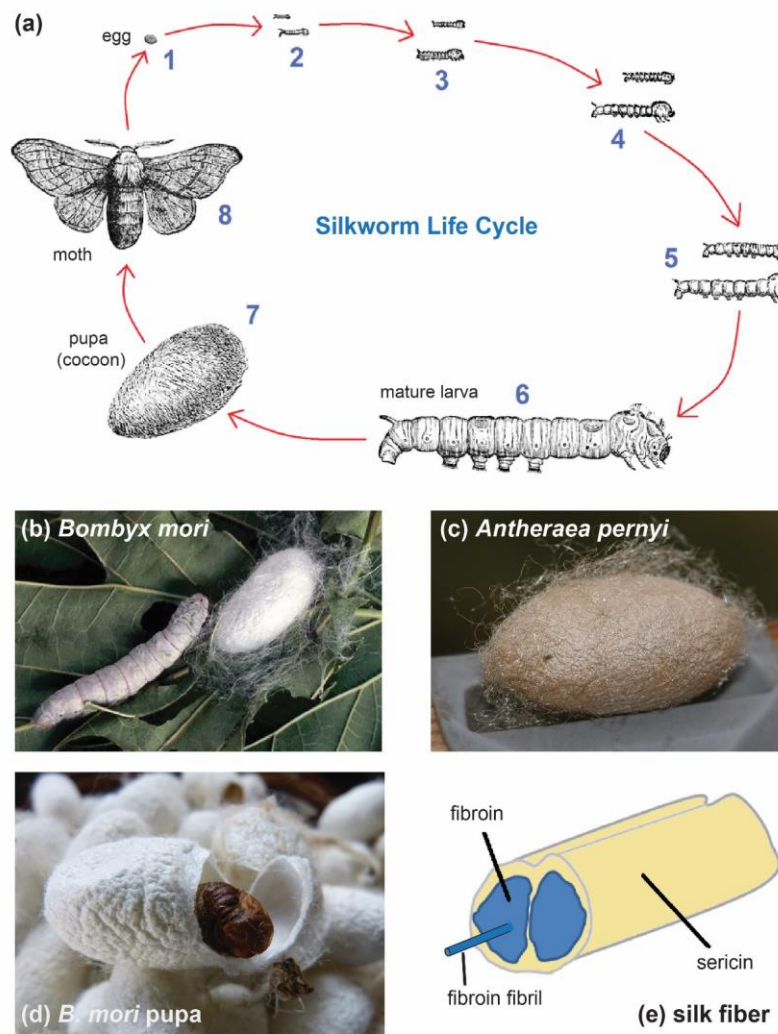 (a)
egg
1
2
3
4
5
6
mature larva
7
pupa
(cocoon)
8
moth
Silkworm Life Cycle
(b) Bombyx mori
(c) Antheraea pernyi
(d) B. mori pupa
fibroin
sericin
fibroin fibril
(e) silk fiber